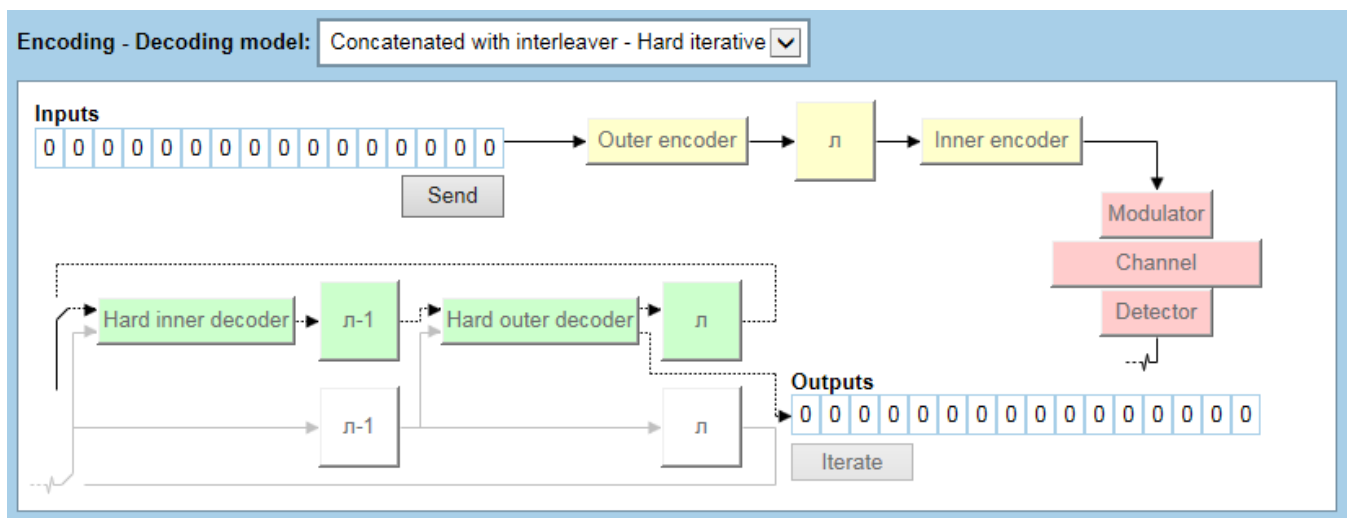 Encoding - Decoding model: Concatenated with interleaver - Hard iterative
Inputs
0 0 0 0 0 0 0 0 0 0 0 0 0 0 0 0
Outer encoder
л
Inner encoder
Send
Modulator
Channel
Detector
Hard inner decoder
л-1
Hard outer decoder
л
Outputs
0 0 0 0 0 0 0 0 0 0 0 0 0 0 0 0
л-1
л
Iterate